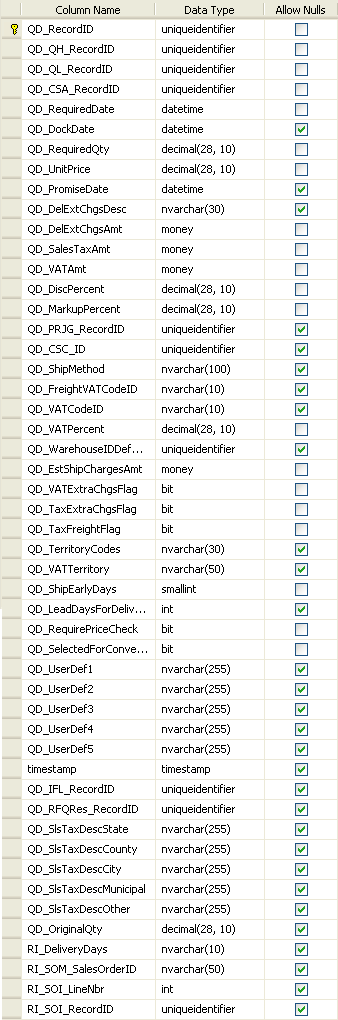 Column Name Data Type Allow Nulls
QD_RecordID uniqueidentifier
QD_QH_RecordID uniqueidentifier
QD_QL_RecordID uniqueidentifier
QD_CSA_RecordID uniqueidentifier
QD_RequiredDate datetime
QD_DockDate datetime
QD_RequiredQty decimal(28, 10)
QD_UnitPrice decimal(28, 10)
QD_PromiseDate datetime
QD_DelExtChgsDesc nvarchar(30)
QD_DelExtChgsAmt money
QD_SalesTaxAmt money
QD_VATAmt money
QD_DiscPercent decimal(28, 10)
QD_MarkupPercent decimal(28, 10)
QD_PRJG_RecordID uniqueidentifier
QD_CSC_ID uniqueidentifier
QD_ShipMethod nvarchar(100)
QD_FreightVATCodeID nvarchar(10)
QD_VATCodeID nvarchar(10)
QD_VATPercent decimal(28, 10)
QD_WarehouseIDDef... uniqueidentifier
QD_EstShipChargesAmt money
QD_VATExtraChgsFlag bit
QD_TaxExtraChgsFlag bit
QD_TaxFreightFlag bit
QD_TerritoryCodes nvarchar(30)
QD_VATTerritory nvarchar(50)
QD_ShipEarlyDays smallint
QD_LeadDaysForDeliv... int
QD_RequirePriceCheck bit
QD_SelectedForConve... bit
QD_UserDef1 nvarchar(255)
QD_UserDef2 nvarchar(255)
QD_UserDef3 nvarchar(255)
QD_UserDef4 nvarchar(255)
QD_UserDef5 nvarchar(255)
timestamp timestamp
QD_IFL_RecordID uniqueidentifier
QD_RFQRes_RecordID uniqueidentifier
QD_SlsTaxDescState nvarchar(255)
QD_SlsTaxDescCounty nvarchar(255)
QD_SlsTaxDescCity nvarchar(255)
QD_SlsTaxDescMunicipal nvarchar(255)
QD_SlsTaxDescOther nvarchar(255)
QD_OriginalQty decimal(28, 10)
RI_DeliveryDays nvarchar(10)
RI_SOM_SalesOrderID nvarchar(50)
RI_SOI_LineNbr int
RI_SOI_RecordID uniqueidentifier